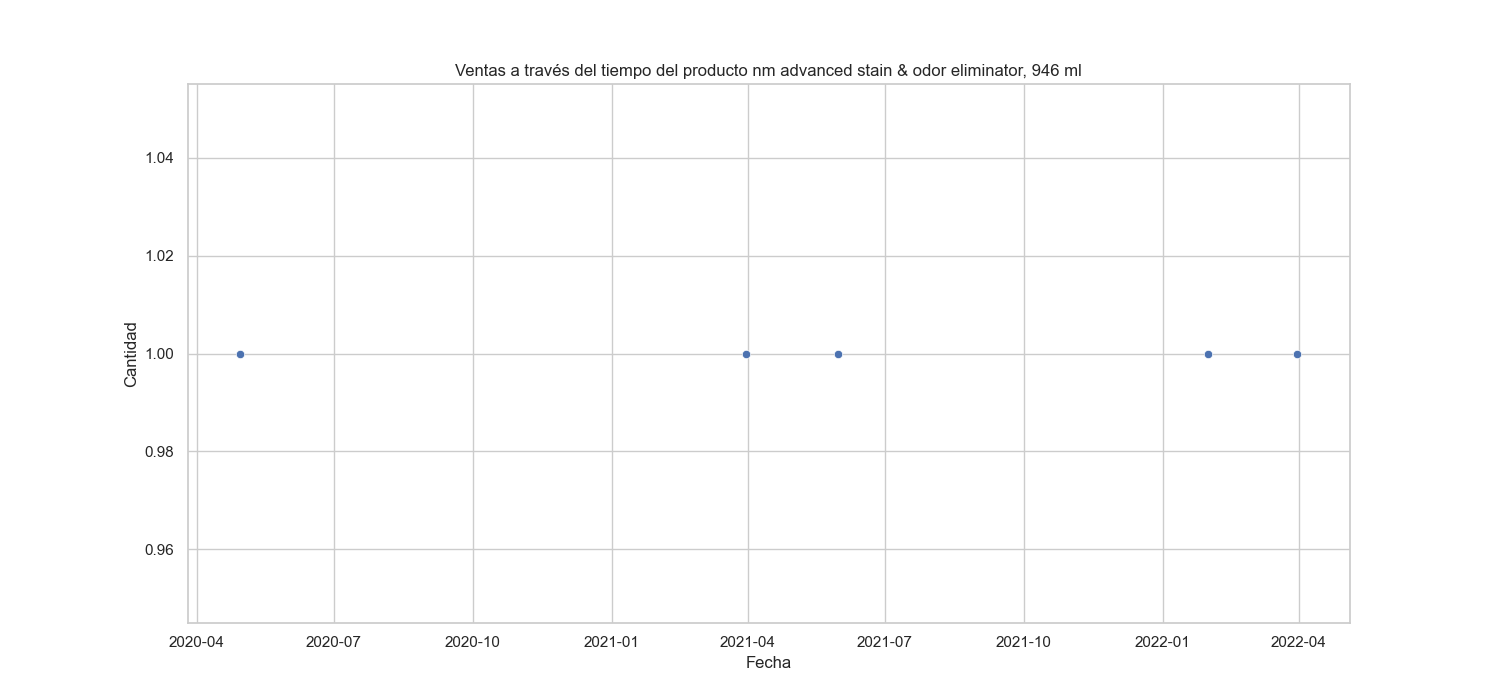 Ventas a través del tiempo del producto nm advanced stain & odor eliminator, 946 ml
1.04
1.02
1.00
0.98
0.96
Cantidad
2020-04 2020-07 2020-10 2021-01 2021-04 2021-07 2021-10 2022-01 2022-04
Fecha